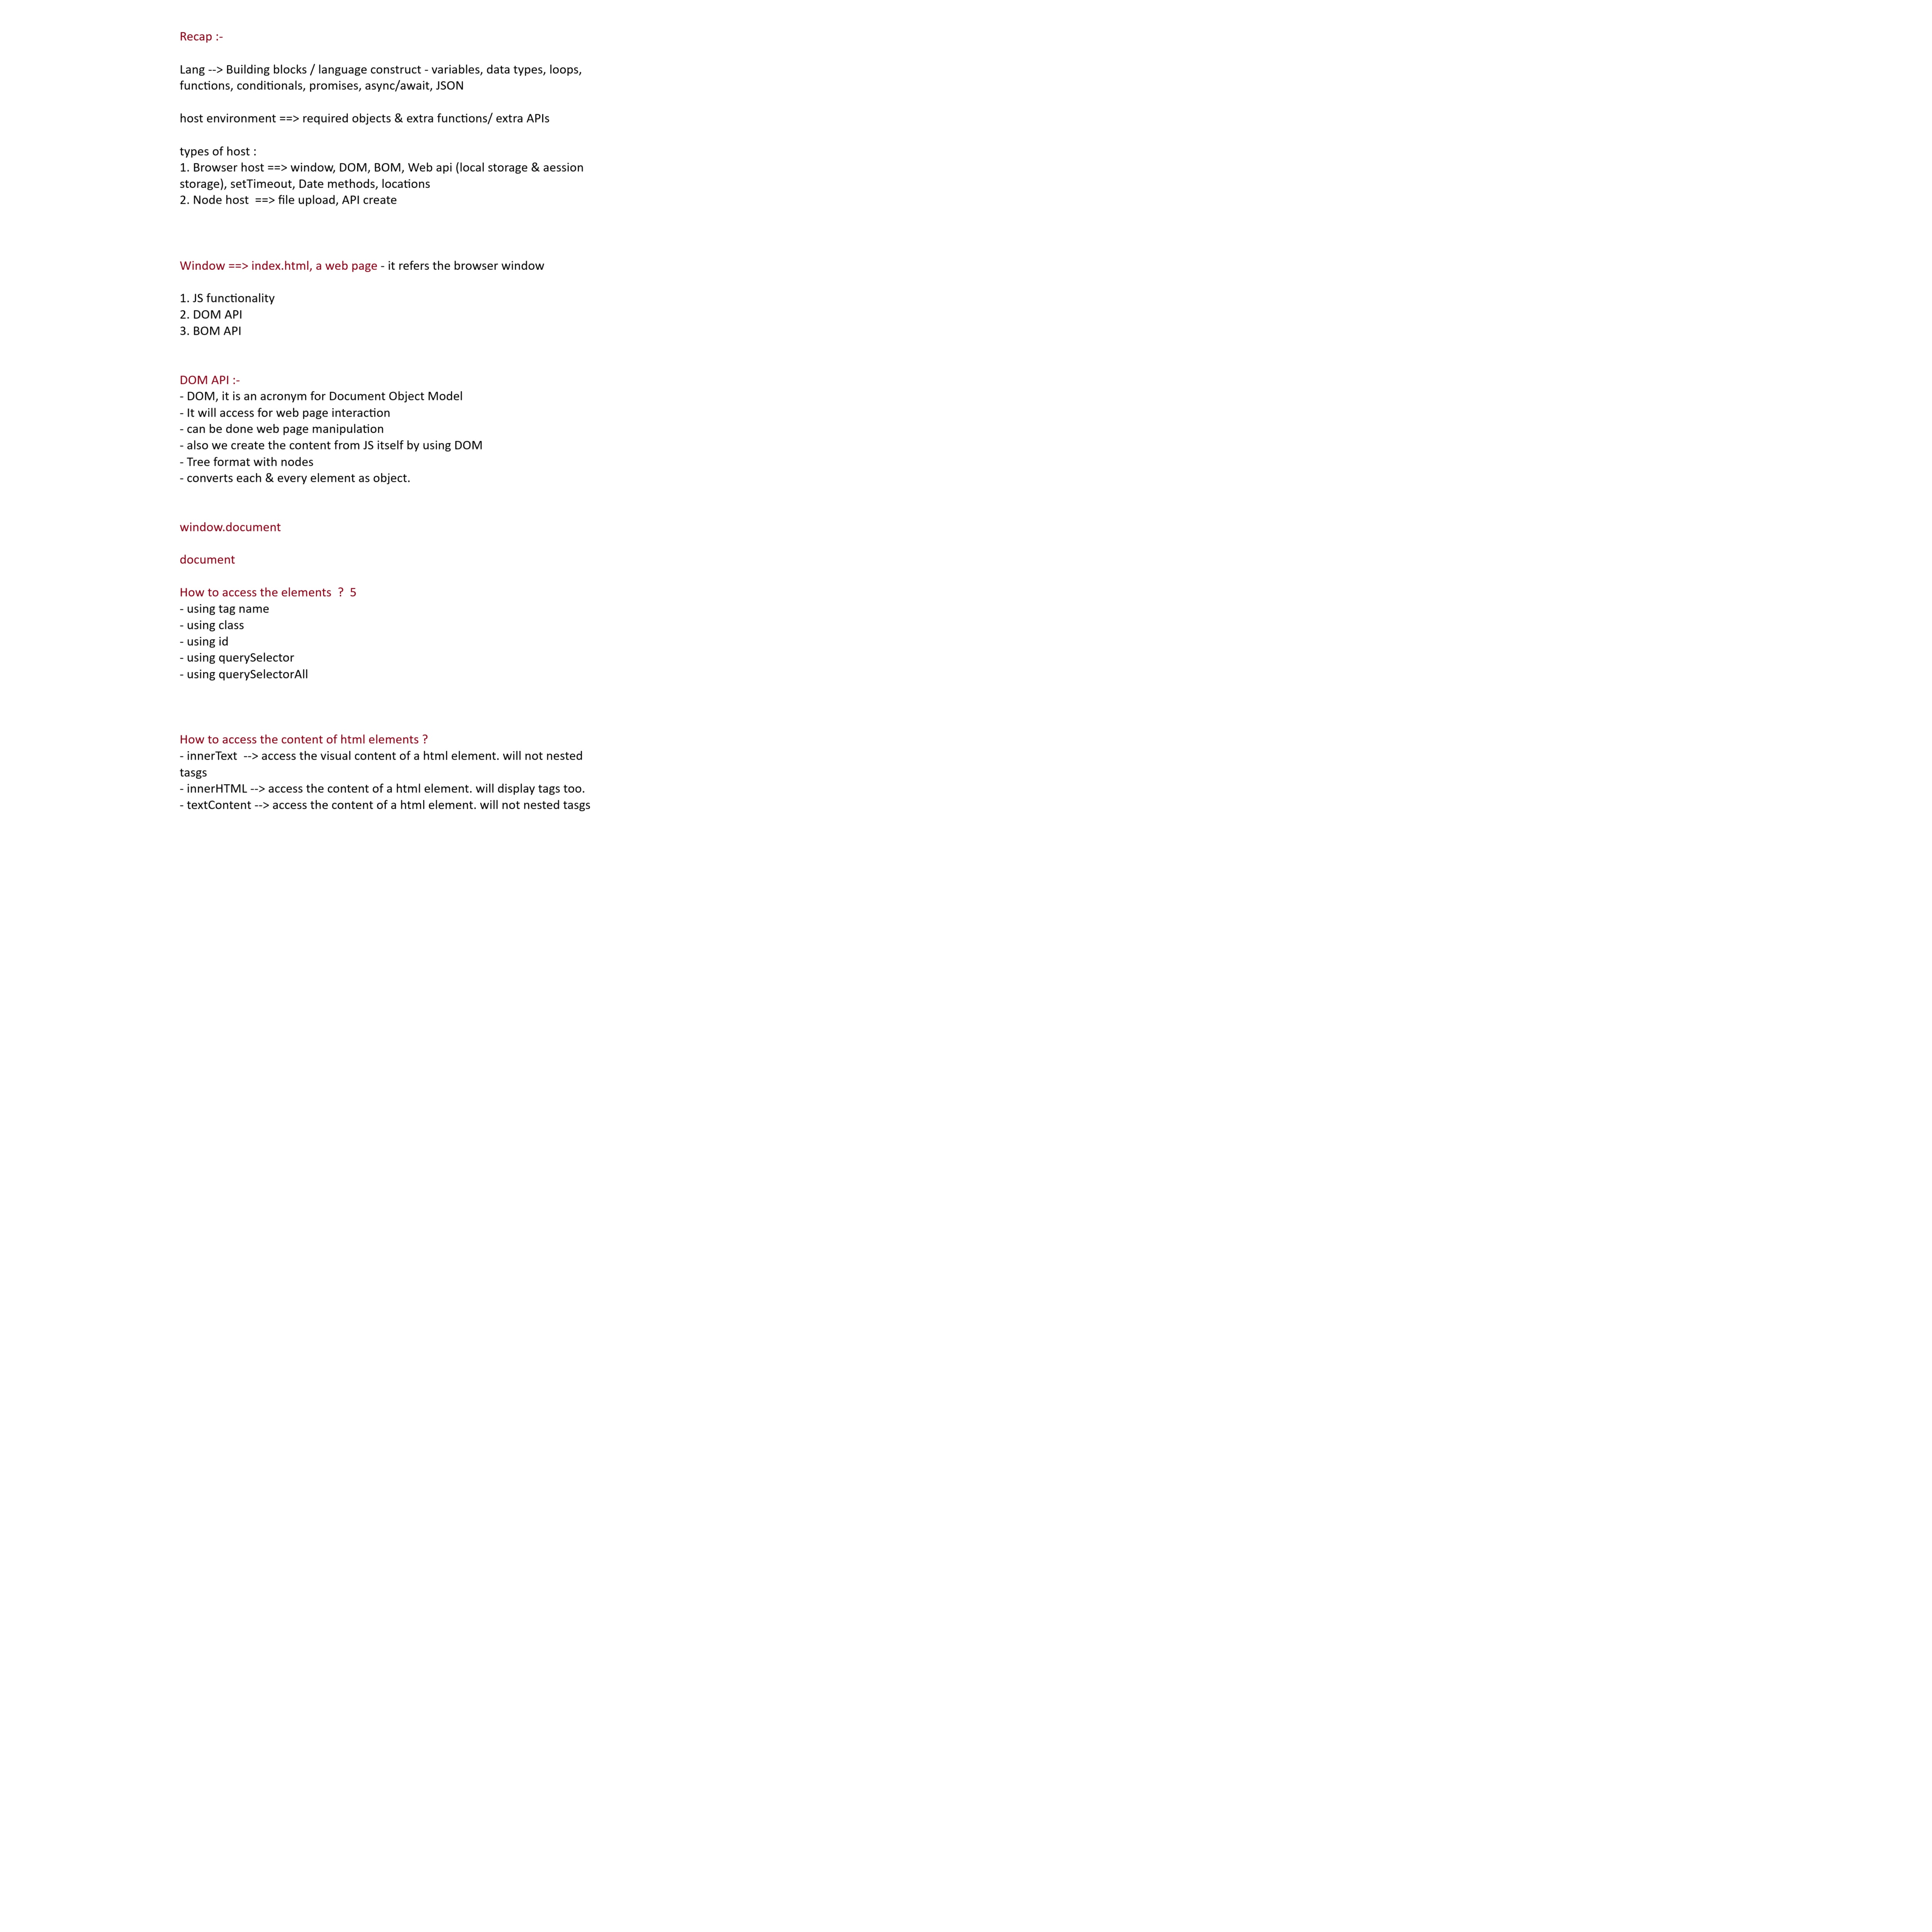 Recap :-
Lang --> Building blocks / language construct - variables, data types, loops,
functions, conditionals, promises, async/await, JSON
host environment ==> required objects & extra functions/ extra APIs
types of host :
1. Browser host ==> window, DOM, BOM, Web api (local storage & aession
storage), setTimeout, Date methods, locations
2. Node host  ==> file upload, API create
Window ==> index.html, a web page - it refers the browser window
1. JS functionality
2. DOM API
3. BOM API
DOM API :-
- DOM, it is an acronym for Document Object Model
- It will access for web page interaction
- can be done web page manipulation
- also we create the content from JS itself by using DOM
- Tree format with nodes
- converts each & every element as object.
window.document
document
How to access the elements  ?  5
- using tag name
- using class
- using id
- using querySelector
- using querySelectorAll
How to access the content of html elements ?
- innerText  --> access the visual content of a html element. will not nested
tasgs
- innerHTML --> access the content of a html element. will display tags too.
- textContent --> access the content of a html element. will not nested tasgs